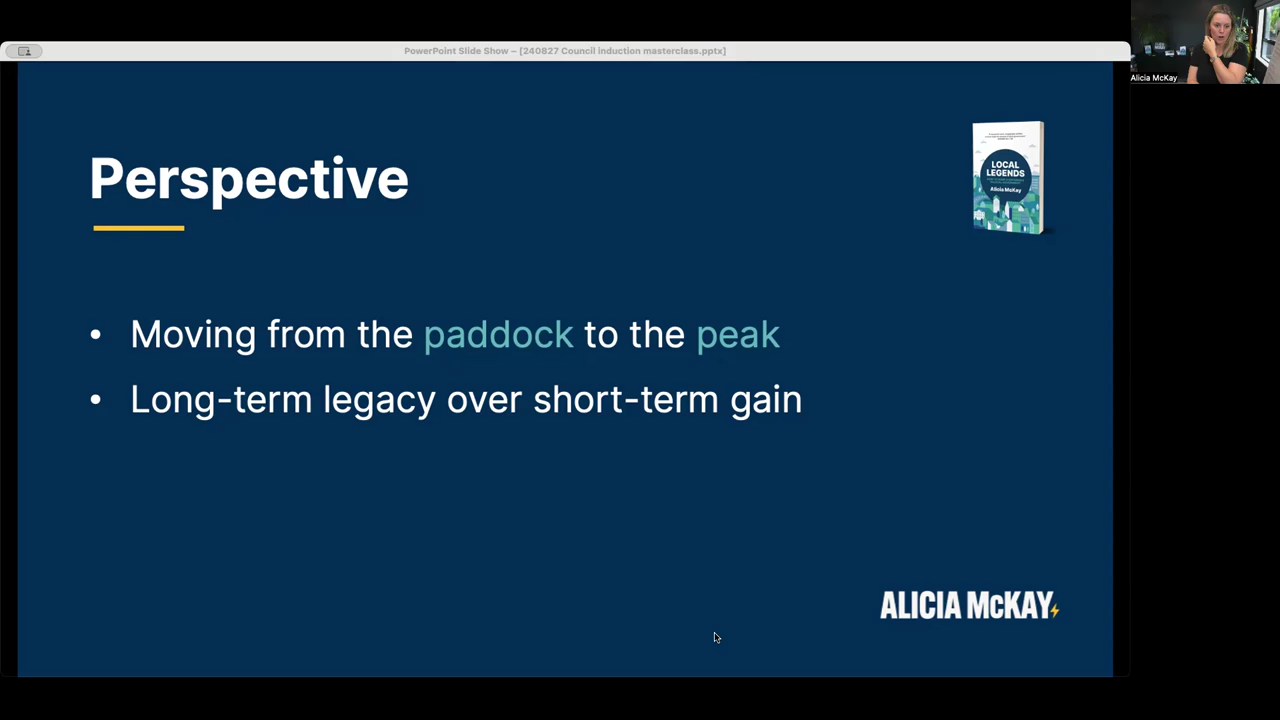 PowerPoint Slide Show – [240827 Council induction masterclass.pptx]
Alicia McKay
Perspective
LOCAL
LEGENDS
Alicia McKay
• Moving from the paddock to the peak
• Long-term legacy over short-term gain
ALICIA McKAY